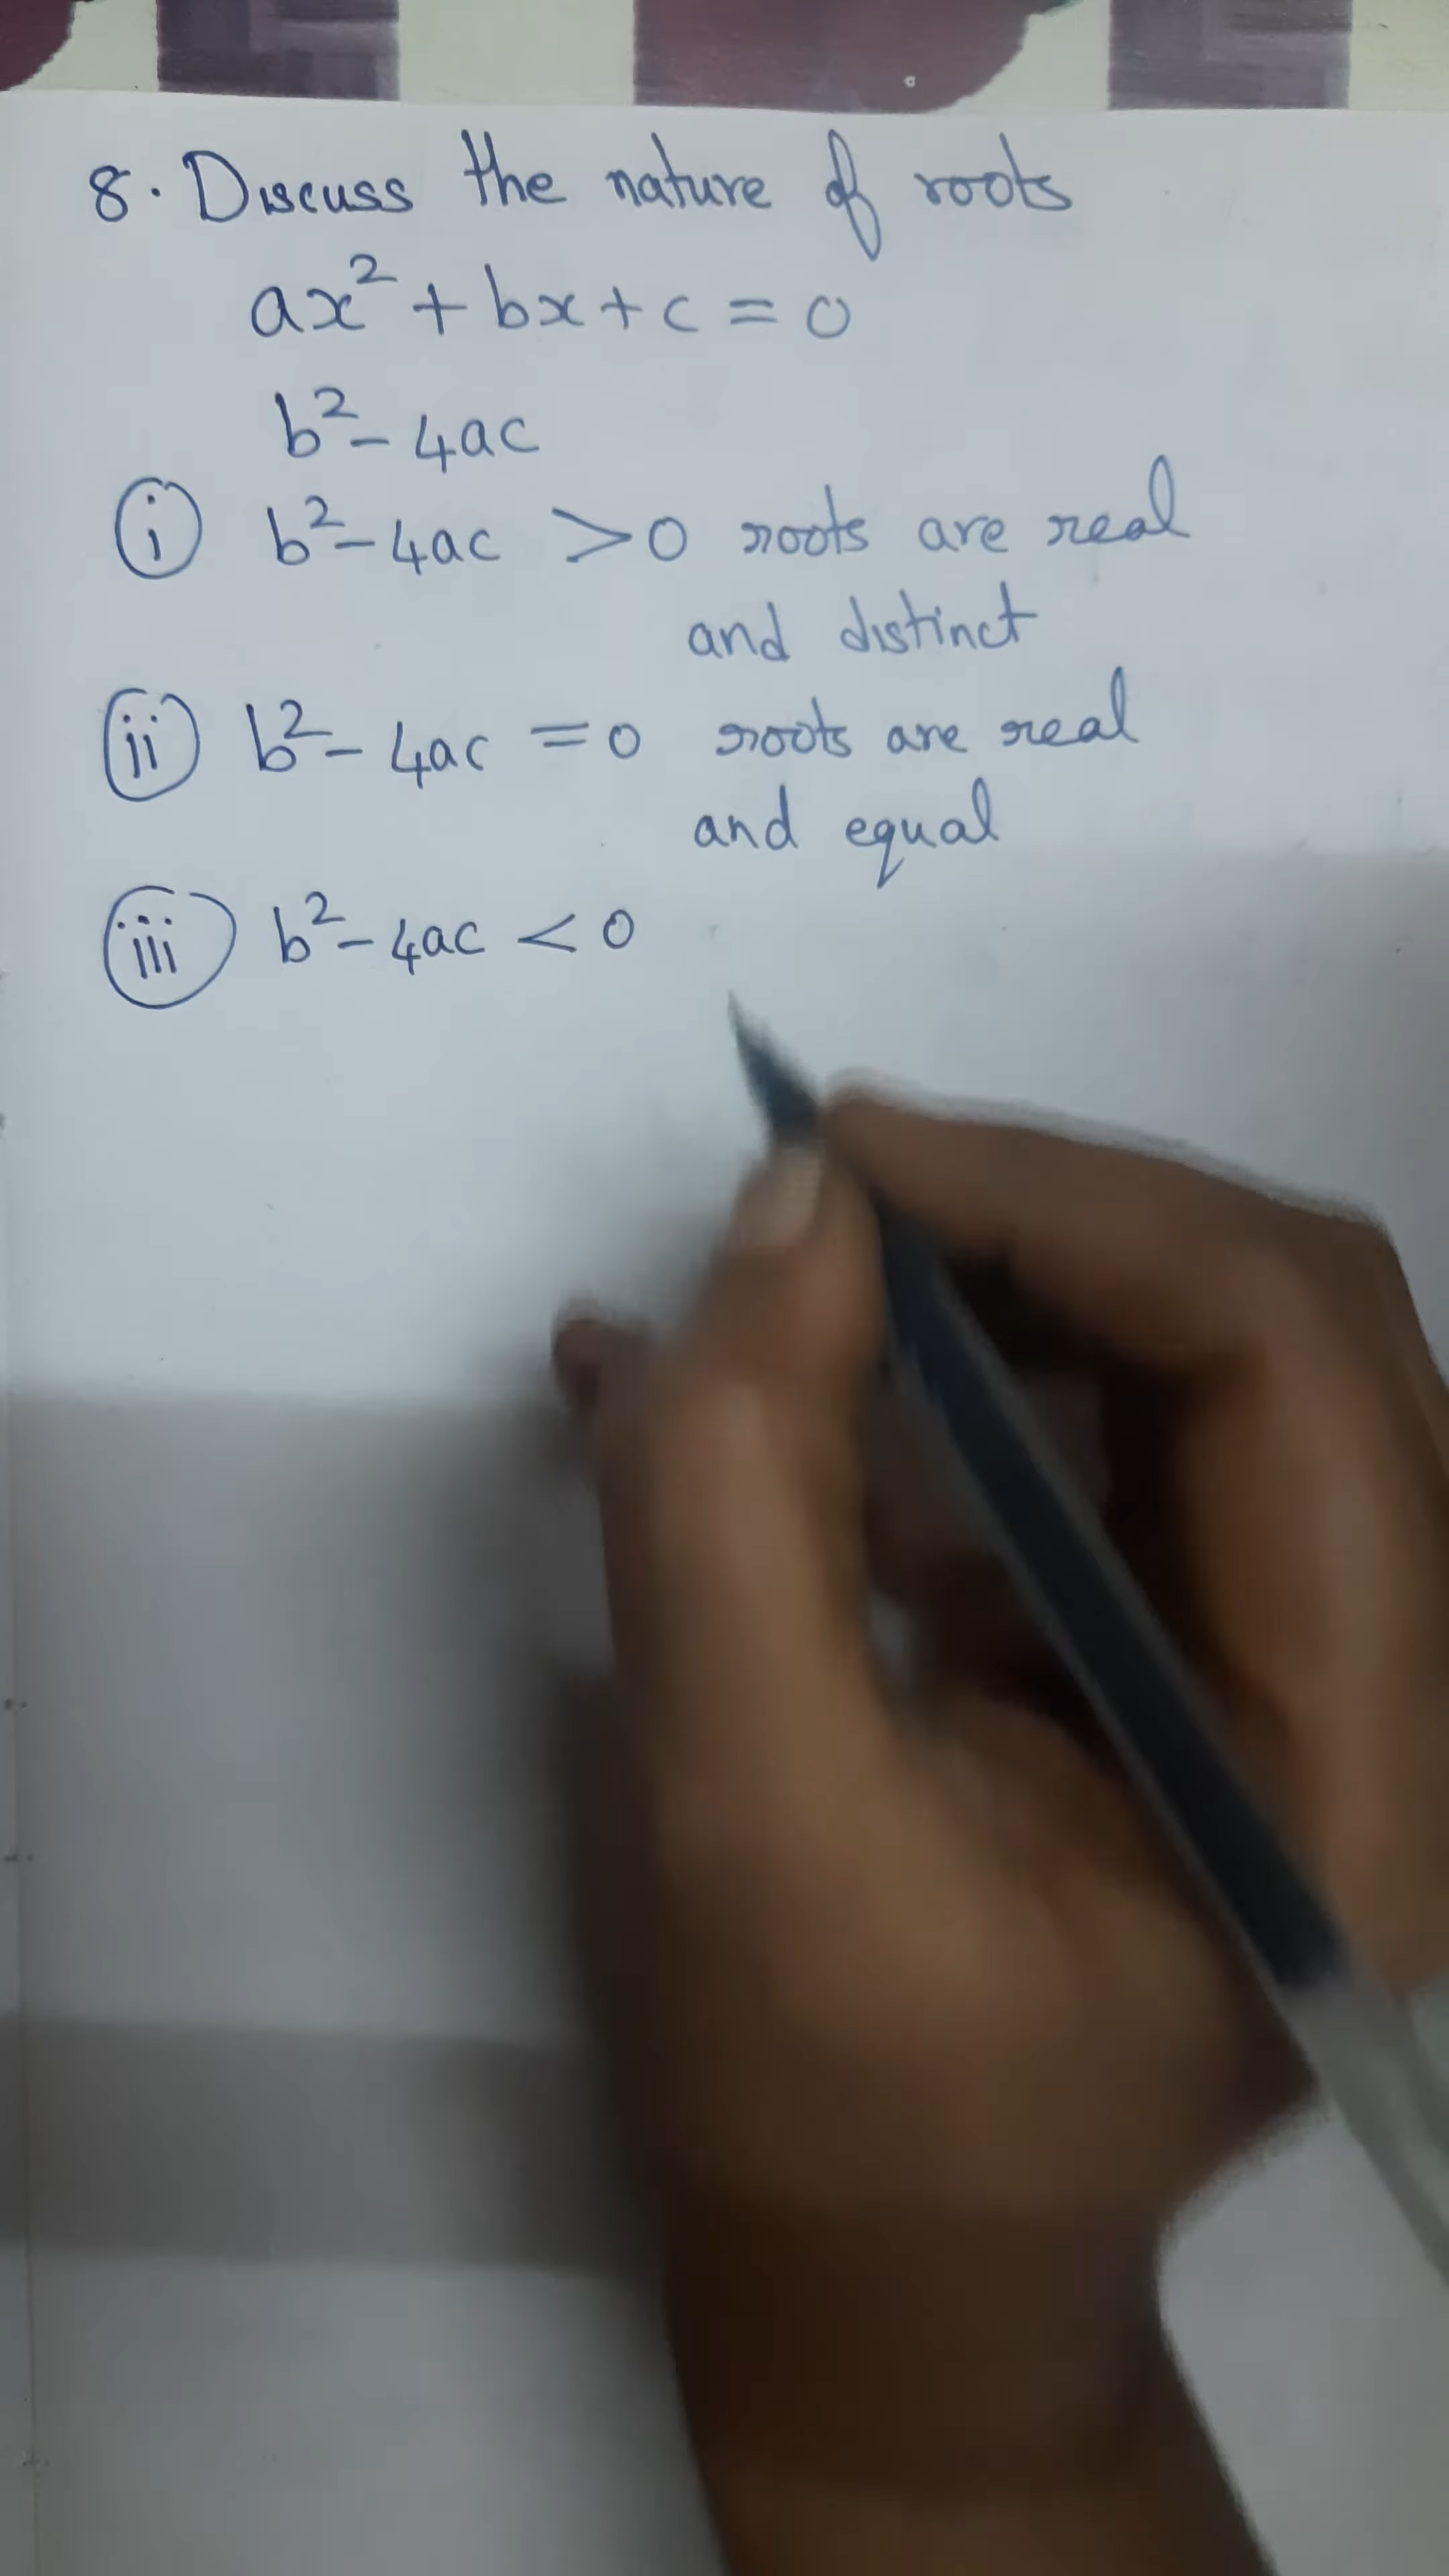 8. Discuss the nature of roots
ax² + bx + c = 0
b² - 4ac
(i) b² - 4ac > 0 roots are real
and distinct
(ii) b² - 4ac = 0 roots are real
and equal
(iii) b² - 4ac < 0